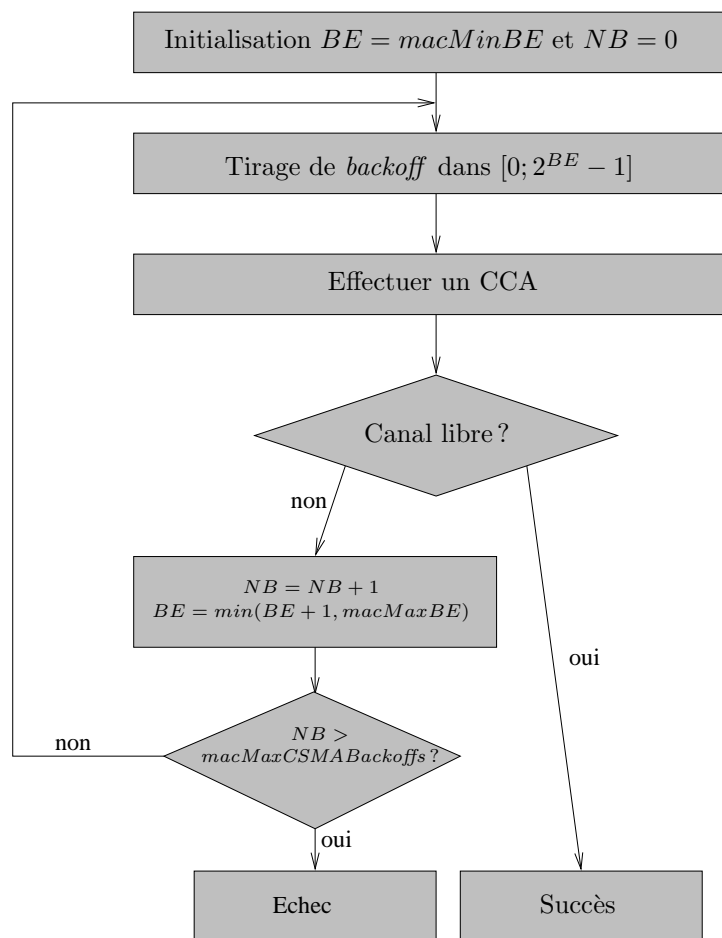 Initialisation BE = macMinBE et NB = 0
Tirage de backoff dans [0; 2^{BE} − 1]
Effectuer un CCA
Canal libre ?
non
NB = NB + 1
BE = min(BE + 1, macMaxBE)
oui
NB >
macMaxCSMABackoffs ?
non
oui
Echec
Succès